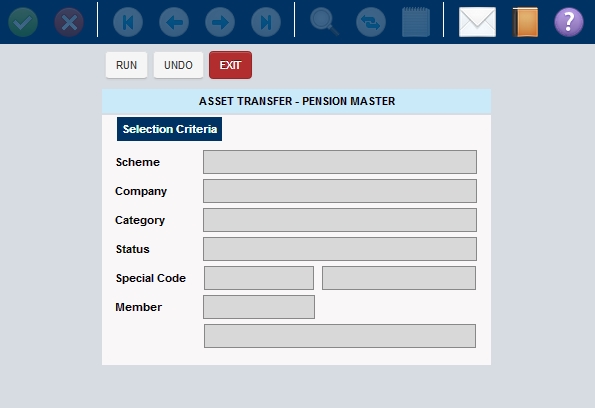 ?
RUN UNDO EXIT
ASSET TRANSFER - PENSION MASTER
Selection Criteria
Scheme
Company
Category
Status
Special Code
Member